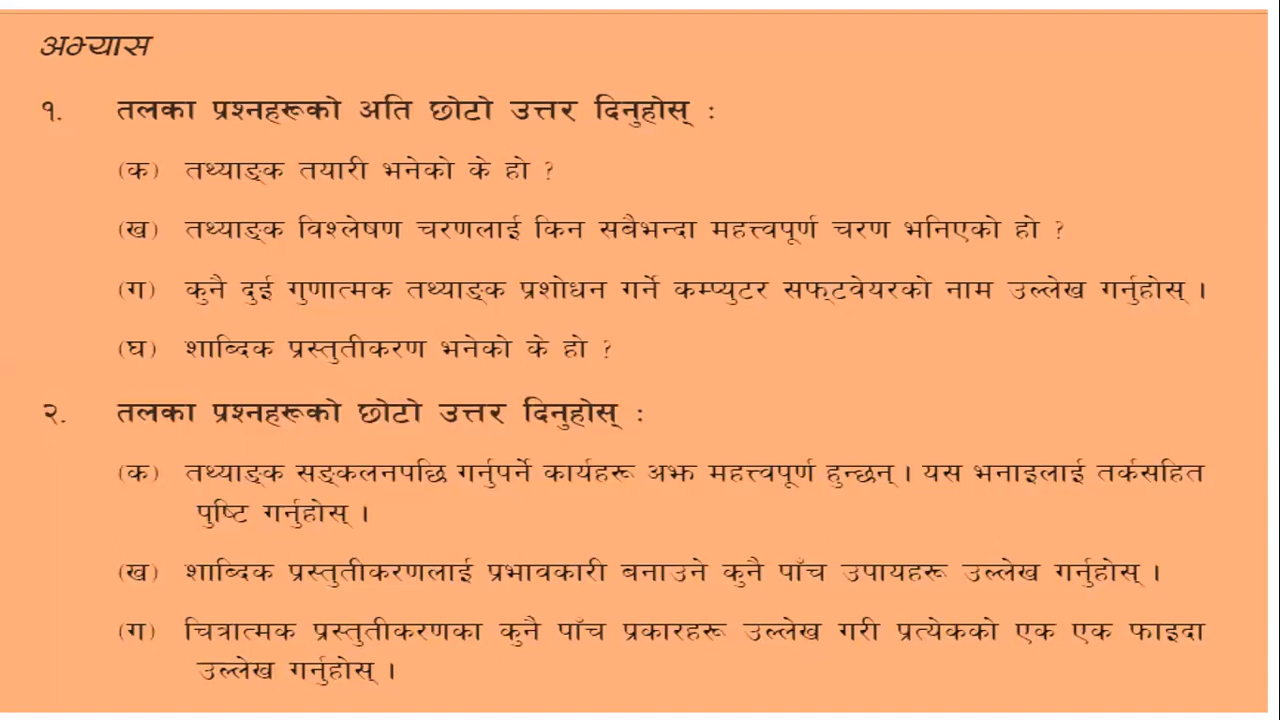 अभ्यास
१. तलका प्रश्नहरूको अति छोटो उत्तर दिनुहोस् :
(क) तथ्याङ्क तयारी भनेको के हो ?
(ख) तथ्याङ्क विश्लेषण चरणलाई किन सबैभन्दा महत्त्वपूर्ण चरण भनिएको हो ?
(ग) कुनै दुई गुणात्मक तथ्याङ्क प्रशोधन गर्ने कम्प्युटर सफ्टवेयरको नाम उल्लेख गर्नुहोस् ।
(घ) शाब्दिक प्रस्तुतीकरण भनेको के हो ?
२. तलका प्रश्नहरूको छोटो उत्तर दिनुहोस् :
(क) तथ्याङ्क सङ्कलनपछि गर्नुपर्ने कार्यहरू अझ महत्त्वपूर्ण हुन्छन् । यस भनाइलाई तर्कसहित
पुष्टि गर्नुहोस् ।
(ख) शाब्दिक प्रस्तुतीकरणलाई प्रभावकारी बनाउने कुनै पाँच उपायहरू उल्लेख गर्नुहोस् ।
(ग) चित्रात्मक प्रस्तुतीकरणका कुनै पाँच प्रकारहरू उल्लेख गरी प्रत्येकको एक एक फाइदा
उल्लेख गर्नुहोस् ।